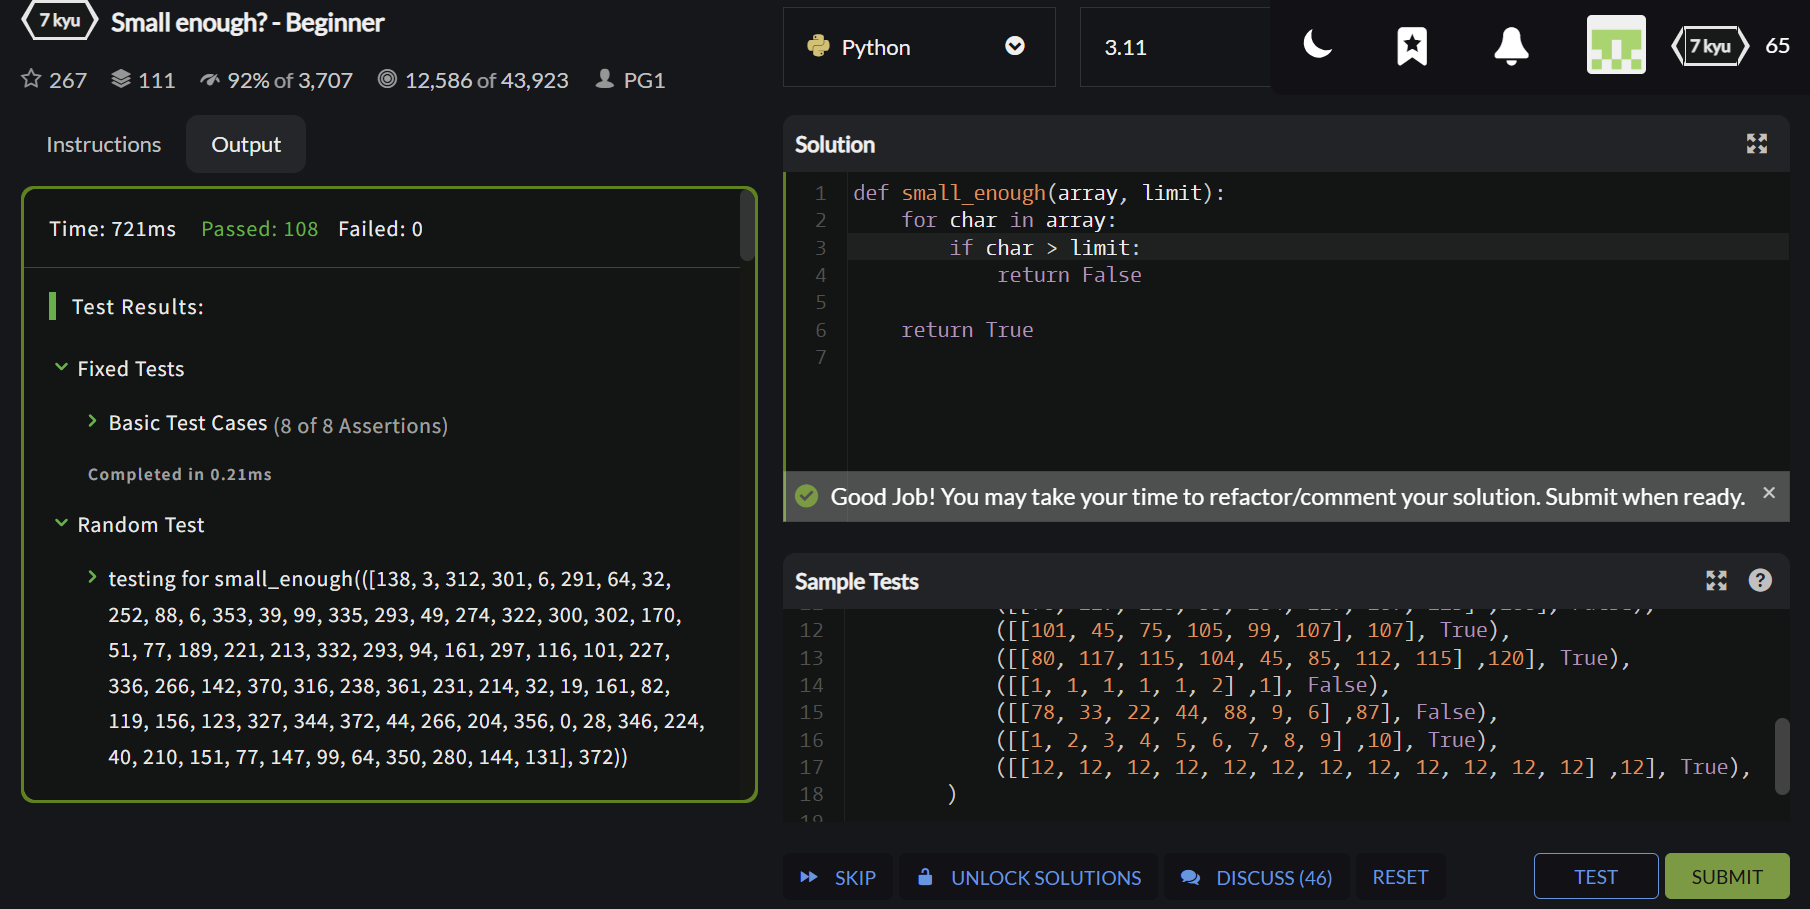 7 kyu Small enough? - Beginner
267 111 92% of 3,707 12,586 of 43,923 PG1
Python
3.11
7 kyu 65
Instructions Output
Time: 721ms Passed: 108 Failed: 0
Test Results:
Fixed Tests
Basic Test Cases (8 of 8 Assertions)
Completed in 0.21ms
Random Test
testing for small_enough(([138, 3, 312, 301, 6, 291, 64, 32,
252, 88, 6, 353, 39, 99, 335, 293, 49, 274, 322, 300, 302, 170,
51, 77, 189, 221, 213, 332, 293, 94, 161, 297, 116, 101, 227,
336, 266, 142, 370, 316, 238, 361, 231, 214, 32, 19, 161, 82,
119, 156, 123, 327, 344, 372, 44, 266, 204, 356, 0, 28, 346, 224,
40, 210, 151, 77, 147, 99, 64, 350, 280, 144, 131], 372))
Solution
1 def small_enough(array, limit):
2 for char in array:
3 if char > limit:
4 return False
5
6 return True
7
Good Job! You may take your time to refactor/comment your solution. Submit when ready.
Sample Tests
12 ([[101, 45, 75, 105, 99, 107], 107], True),
13 ([[80, 117, 115, 104, 45, 85, 112, 115] ,120], True),
14 ([[1, 1, 1, 1, 1, 2] ,1], False),
15 ([[78, 33, 22, 44, 88, 9, 6] ,87], False),
16 ([[1, 2, 3, 4, 5, 6, 7, 8, 9] ,10], True),
17 ([[12, 12, 12, 12, 12, 12, 12, 12, 12, 12, 12, 12] ,12], True),
18 )
SKIP UNLOCK SOLUTIONS DISCUSS (46) RESET TEST SUBMIT